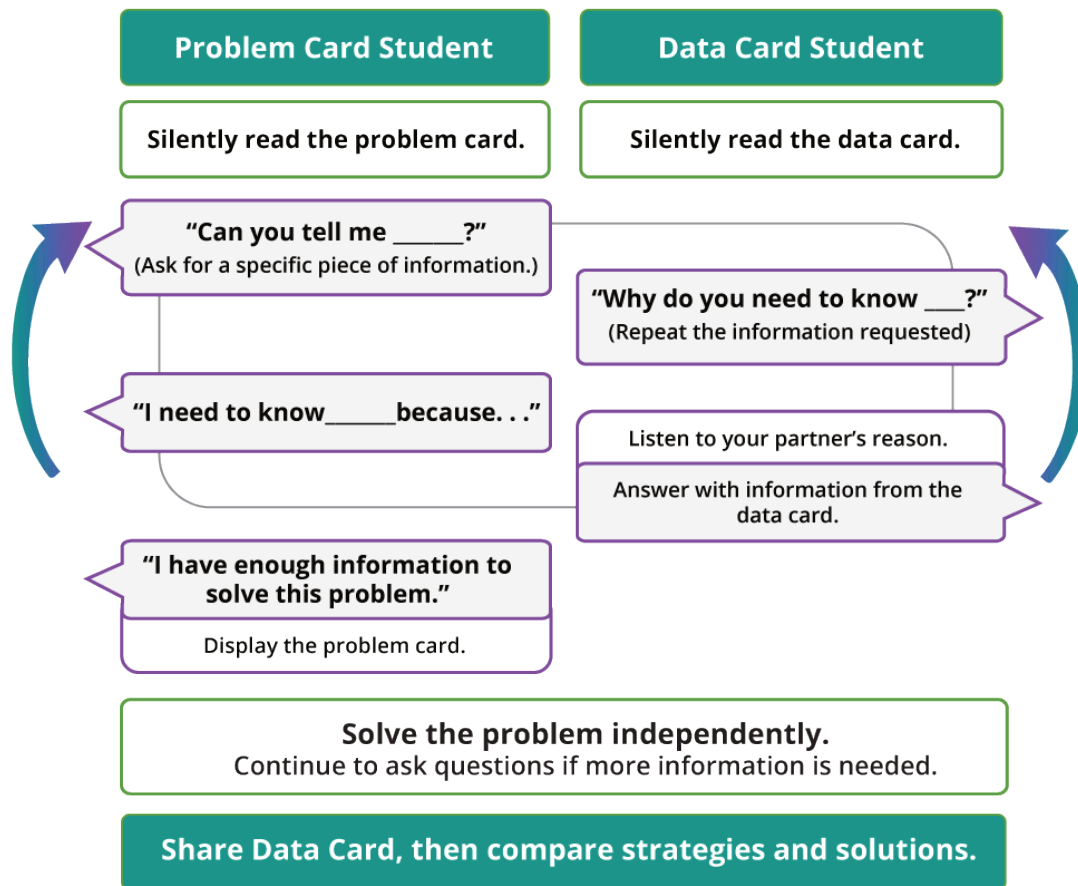 Problem Card Student
Data Card Student
Silently read the problem card.
Silently read the data card.
“Can you tell me ______?”
(Ask for a specific piece of information.)
“Why do you need to know ____?”
(Repeat the information requested)
“I need to know______because. . .”
Listen to your partner’s reason.
Answer with information from the
data card.
“I have enough information to
solve this problem.”
Display the problem card.
Solve the problem independently.
Continue to ask questions if more information is needed.
Share Data Card, then compare strategies and solutions.